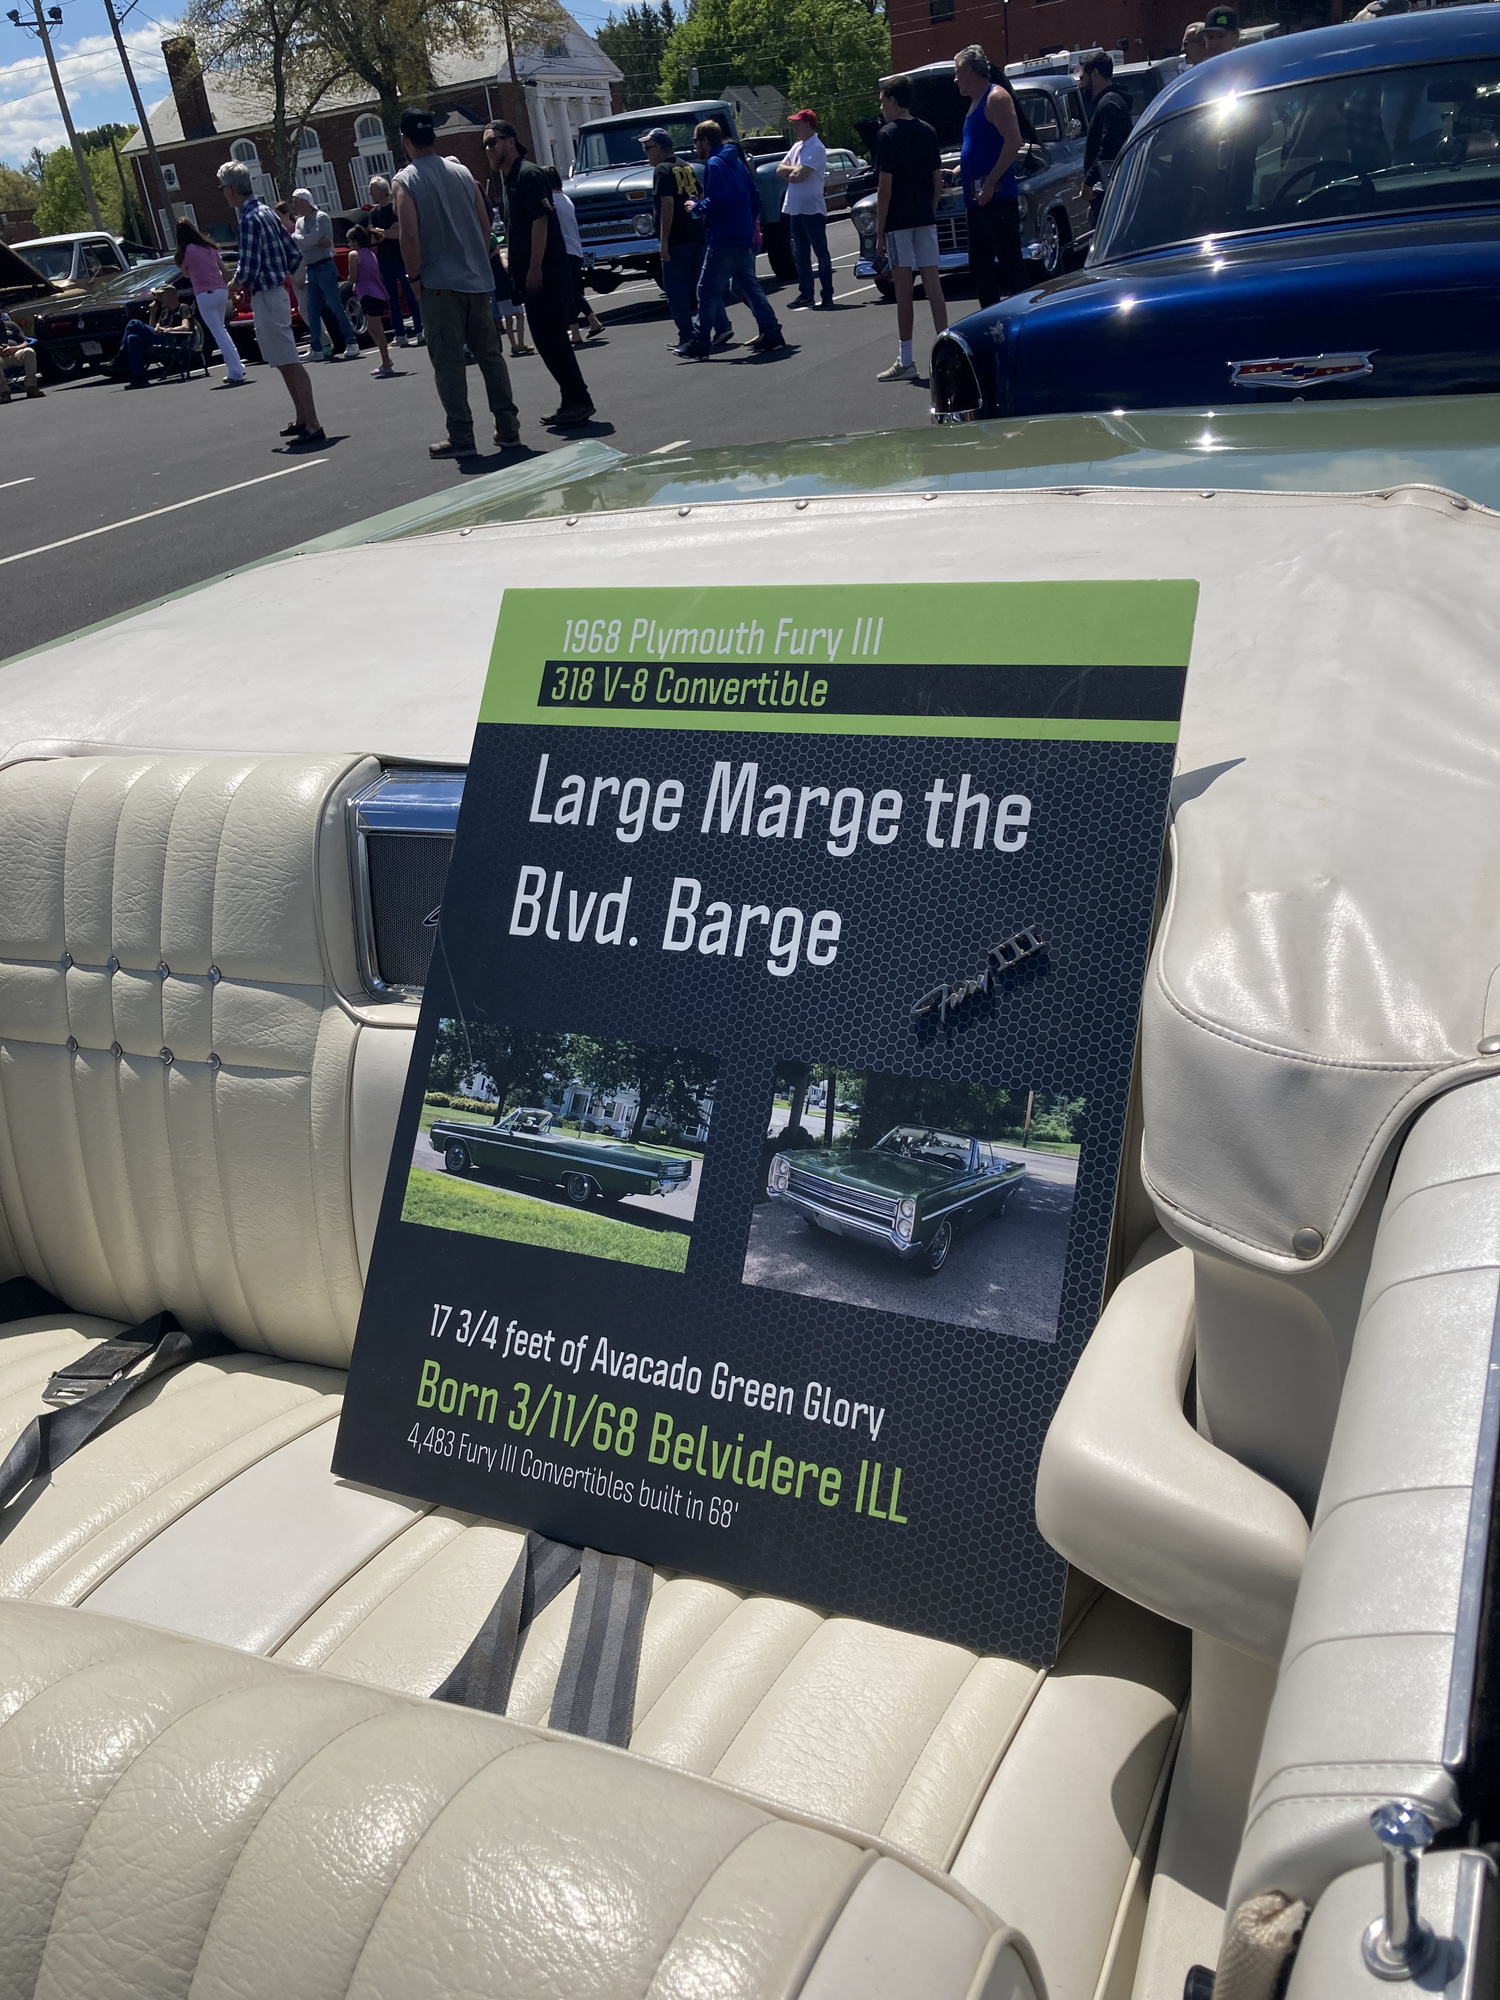 1968 Plymouth Fury III
318 V-8 Convertible
Large Marge the
Blvd. Barge
Fury III
17 3/4 feet of Avacado Green Glory
Born 3/11/68 Belvidere ILL
4,483 Fury III Convertibles built in 68'